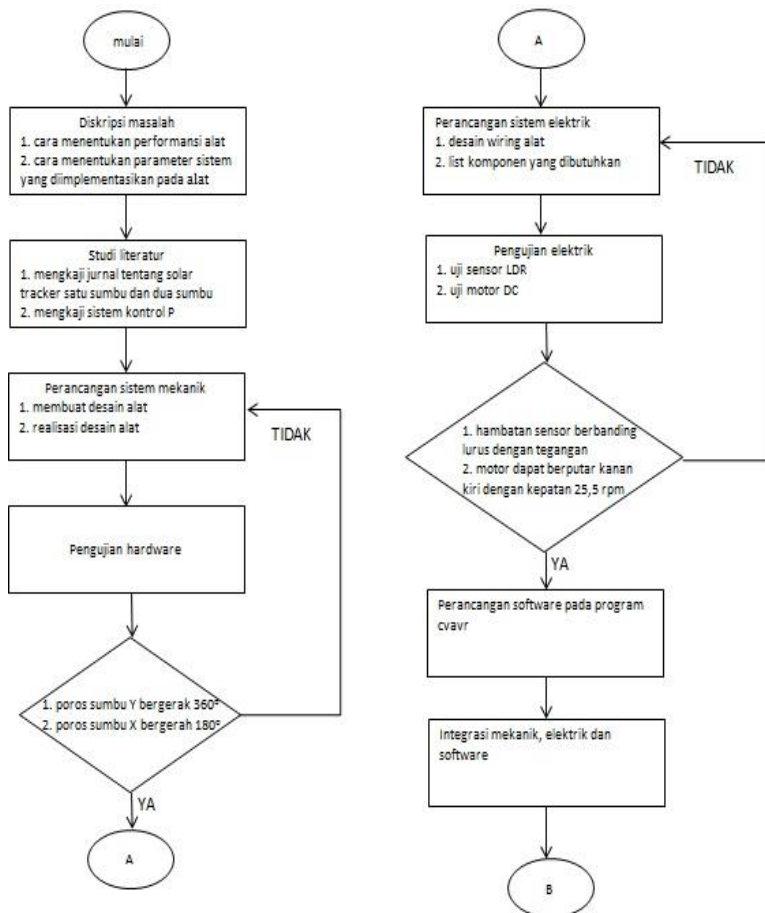 mulai
Diskripsi masalah
1. cara menentukan performansi alat
2. cara menentukan parameter sistem
yang diimplementasikan pada alat
Studi literatur
1. mengkaji jurnal tentang solar
tracker satu sumbu dan dua sumbu
2. mengkaji sistem kontrol P
Perancangan sistem mekanik
1. membuat desain alat
2. realisasi desain alat
TIDAK
Pengujian hardware
1. poros sumbu Y bergerak 360°
2. poros sumbu X bergerah 180°
YA
A
A
Perancangan sistem elektrik
1. desain wiring alat
2. list komponen yang dibutuhkan
TIDAK
Pengujian elektrik
1. uji sensor LDR
2. uji motor DC
1. hambatan sensor berbanding
lurus dengan tegangan
2. motor dapat berputar kanan
kiri dengan kepatan 25,5 rpm
YA
Perancangan software pada program
cvavr
Integrasi mekanik, elektrik dan
software
B